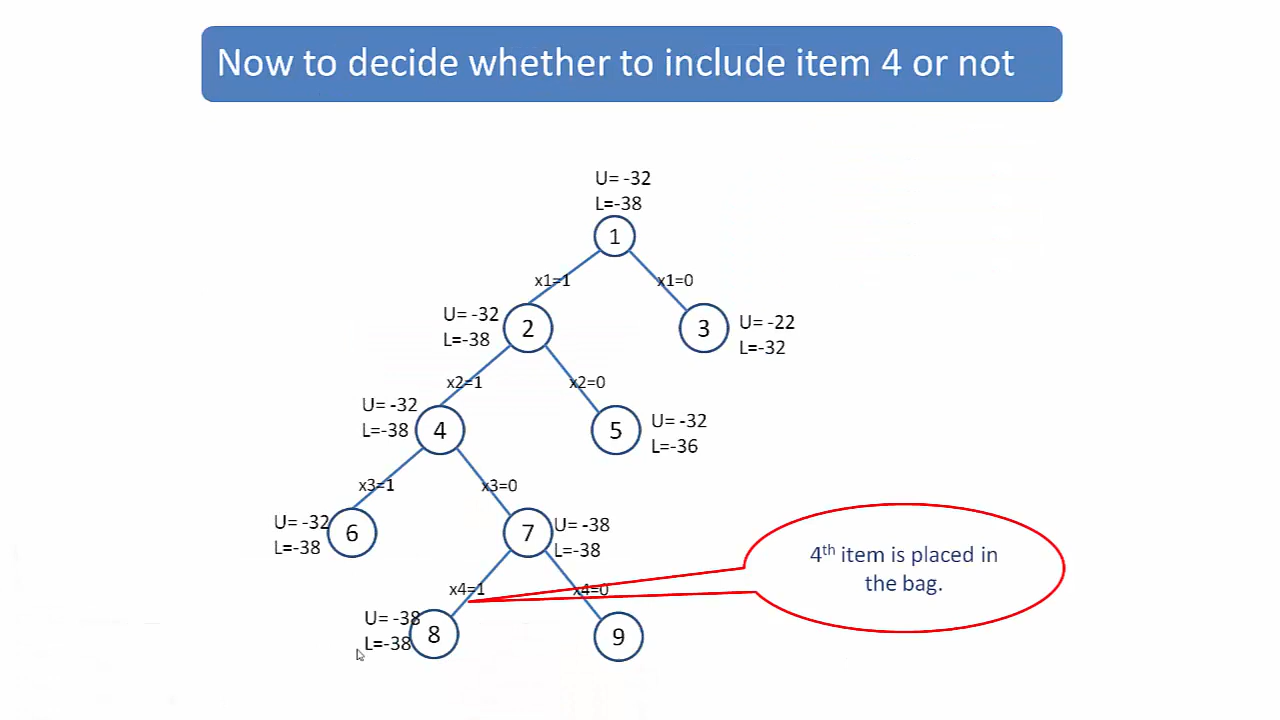 Now to decide whether to include item 4 or not
U= -32
L=-38
1
x1=1
x1=0
U= -32
L=-38
2
3
U= -22
L=-32
x2=1
x2=0
U= -32
L=-38
4
5
U= -32
L=-36
x3=1
x3=0
U= -32
L=-38
6
7
U= -38
L=-38
4th item is placed in
the bag.
x4=1
x4=0
U= -38
L=-38
8
9